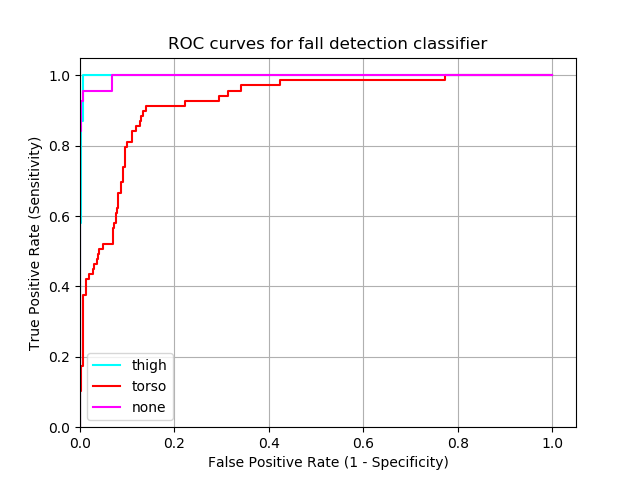 ROC curves for fall detection classifier
True Positive Rate (Sensitivity)
1.0
0.8
0.6
0.4
0.2
0.0
thigh
torso
none
0.0 0.2 0.4 0.6 0.8 1.0
False Positive Rate (1 - Specificity)